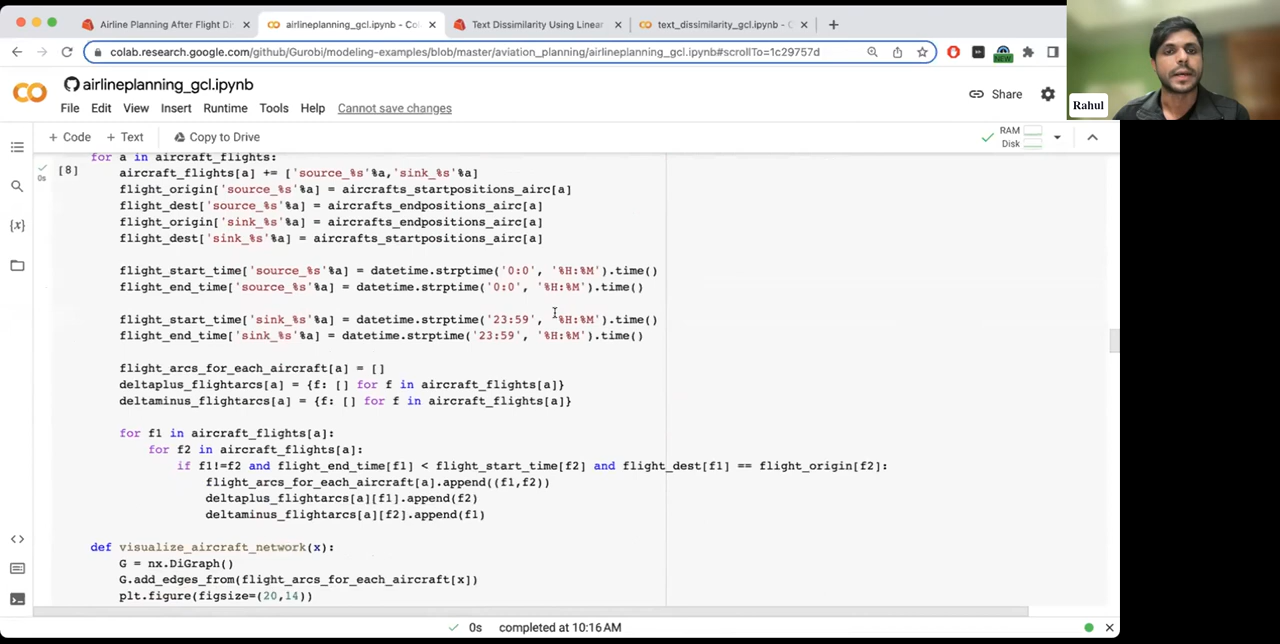 Airline Planning After Flight Di
airlineplanning_gcl.ipynb - Co
Text Dissimilarity Using Linear
text_dissimilarity_gcl.ipynb - C
colab.research.google.com/github/Gurobi/modeling-examples/blob/master/aviation_planning/airlineplanning_gcl.ipynb#scrollTo=1c29757d
NEW
Rahul
airlineplanning_gcl.ipynb
Share
File Edit View Insert Runtime Tools Help Cannot save changes
+ Code + Text Copy to Drive
RAM
Disk
[8]
0s
for a in aircraft_flights:
aircraft_flights[a] += ['source_%s'%a,'sink_%s'%a]
flight_origin['source_%s'%a] = aircrafts_startpositions_airc[a]
flight_dest['source_%s'%a] = aircrafts_endpositions_airc[a]
flight_origin['sink_%s'%a] = aircrafts_endpositions_airc[a]
flight_dest['sink_%s'%a] = aircrafts_startpositions_airc[a]
flight_start_time['source_%s'%a] = datetime.strptime('0:0', '%H:%M').time()
flight_end_time['source_%s'%a] = datetime.strptime('0:0', '%H:%M').time()
flight_start_time['sink_%s'%a] = datetime.strptime('23:59', '%H:%M').time()
flight_end_time['sink_%s'%a] = datetime.strptime('23:59', '%H:%M').time()
flight_arcs_for_each_aircraft[a] = []
deltaplus_flightarcs[a] = {f: [] for f in aircraft_flights[a]}
deltaminus_flightarcs[a] = {f: [] for f in aircraft_flights[a]}
for f1 in aircraft_flights[a]:
for f2 in aircraft_flights[a]:
if f1!=f2 and flight_end_time[f1] < flight_start_time[f2] and flight_dest[f1] == flight_origin[f2]:
flight_arcs_for_each_aircraft[a].append((f1,f2))
deltaplus_flightarcs[a][f1].append(f2)
deltaminus_flightarcs[a][f2].append(f1)
def visualize_aircraft_network(x):
G = nx.DiGraph()
G.add_edges_from(flight_arcs_for_each_aircraft[x])
plt.figure(figsize=(20,14))
0s completed at 10:16 AM